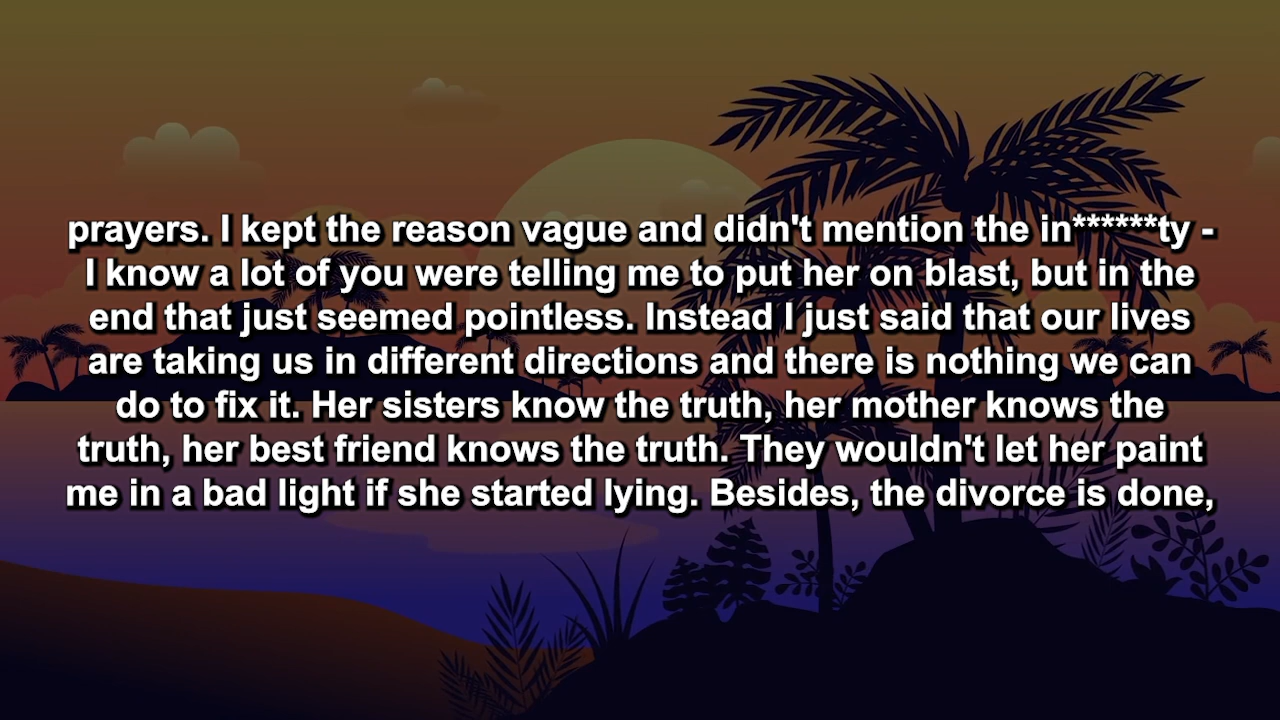 prayers. I kept the reason vague and didn't mention the in******ty -
I know a lot of you were telling me to put her on blast, but in the
end that just seemed pointless. Instead I just said that our lives
are taking us in different directions and there is nothing we can
do to fix it. Her sisters know the truth, her mother knows the
truth, her best friend knows the truth. They wouldn't let her paint
me in a bad light if she started lying. Besides, the divorce is done,